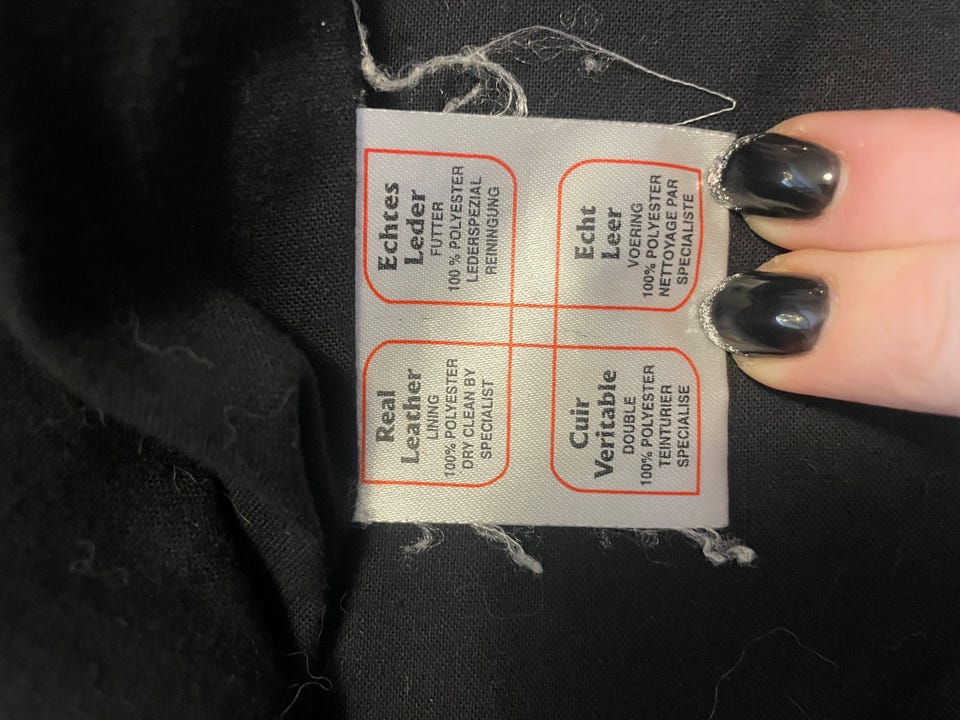 Echtes
Leder
FUTTER
100 % POLYESTER
LEDERSPEZIAL
REININGUNG
Real
Leather
LINING
100% POLYESTER
DRY CLEAN BY
SPECIALIST
Echt
Leer
VOERING
100% POLYESTER
NETTOYAGE PAR
SPECIALISTE
Cuir
Veritable
DOUBLE
100% POLYESTER
TEINTURIER
SPECIALISE